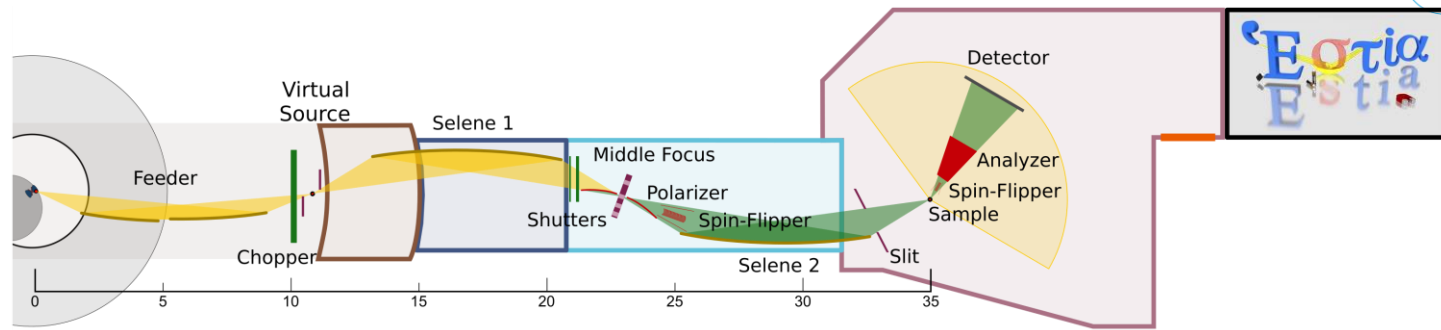 Detector
Virtual
Source
Selene 1
Middle Focus
Analyzer
Feeder
Polarizer
Spin-Flipper
Sample
Shutters
Spin-Flipper
Chopper
Slit
Selene 2
0 5 10 15 20 25 30 35
Εστία
Estia